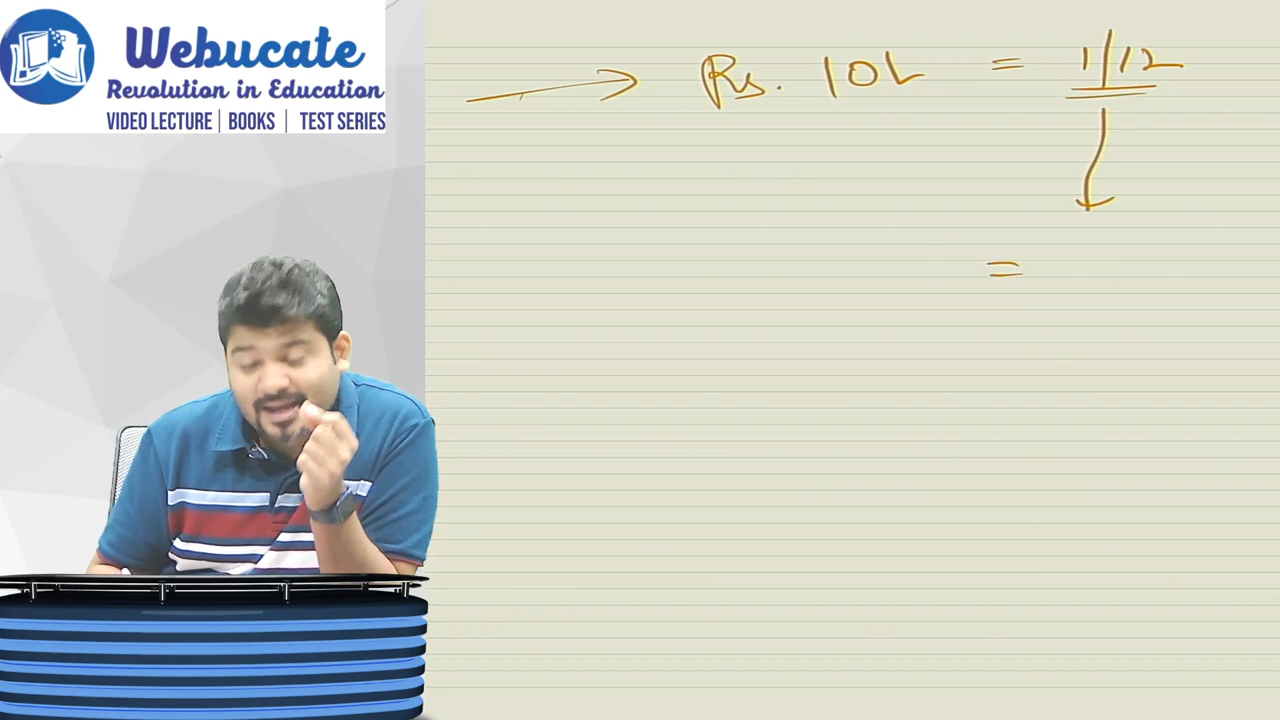 Webucate
Revolution in Education
VIDEO LECTURE | BOOKS | TEST SERIES
→ Rs. 10L = 1/12
↓
=